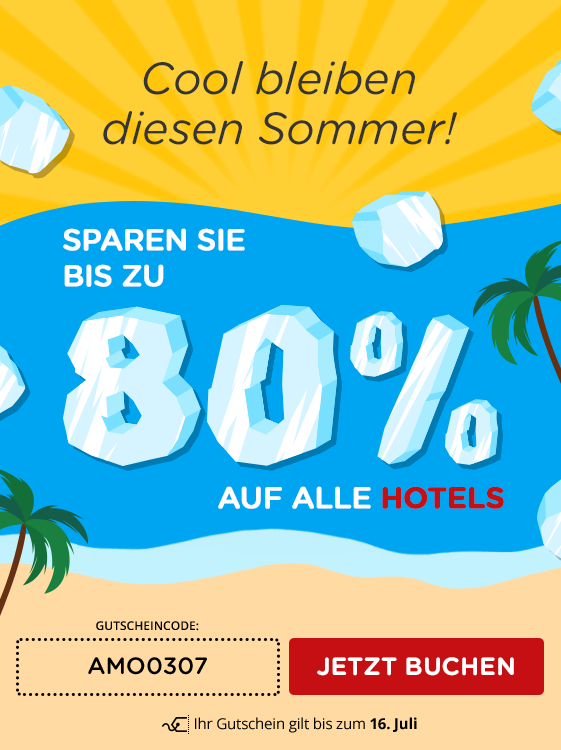 Cool bleiben
diesen Sommer!
SPAREN SIE
BIS ZU
80%
AUF ALLE HOTELS
GUTSCHEINCODE:
AMO0307
JETZT BUCHEN
Ihr Gutschein gilt bis zum 16. Juli